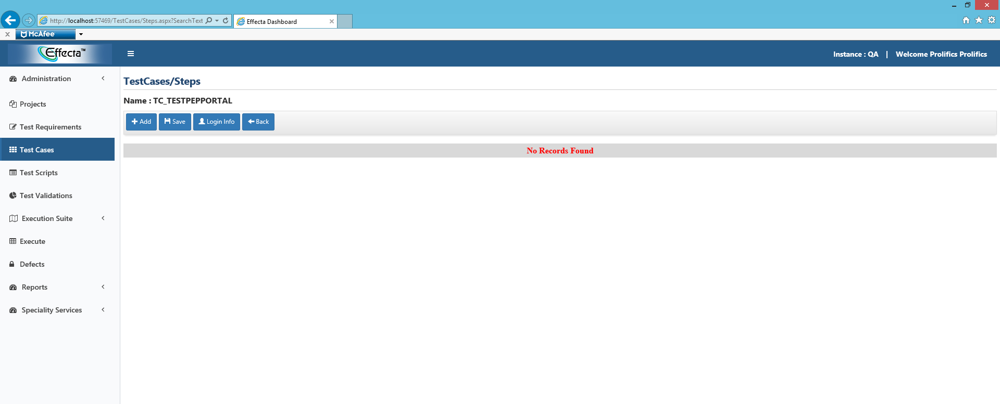 http://localhost:57469/TestCases/Steps.aspx?SearchText
Effecta Dashboard
McAfee
Effecta™
Instance : QA | Welcome Prolifics Prolifics
Administration
Projects
Test Requirements
Test Cases
Test Scripts
Test Validations
Execution Suite
Execute
Defects
Reports
Speciality Services
TestCases/Steps
Name : TC_TESTPEPPORTAL
Add Save Login Info Back
No Records Found